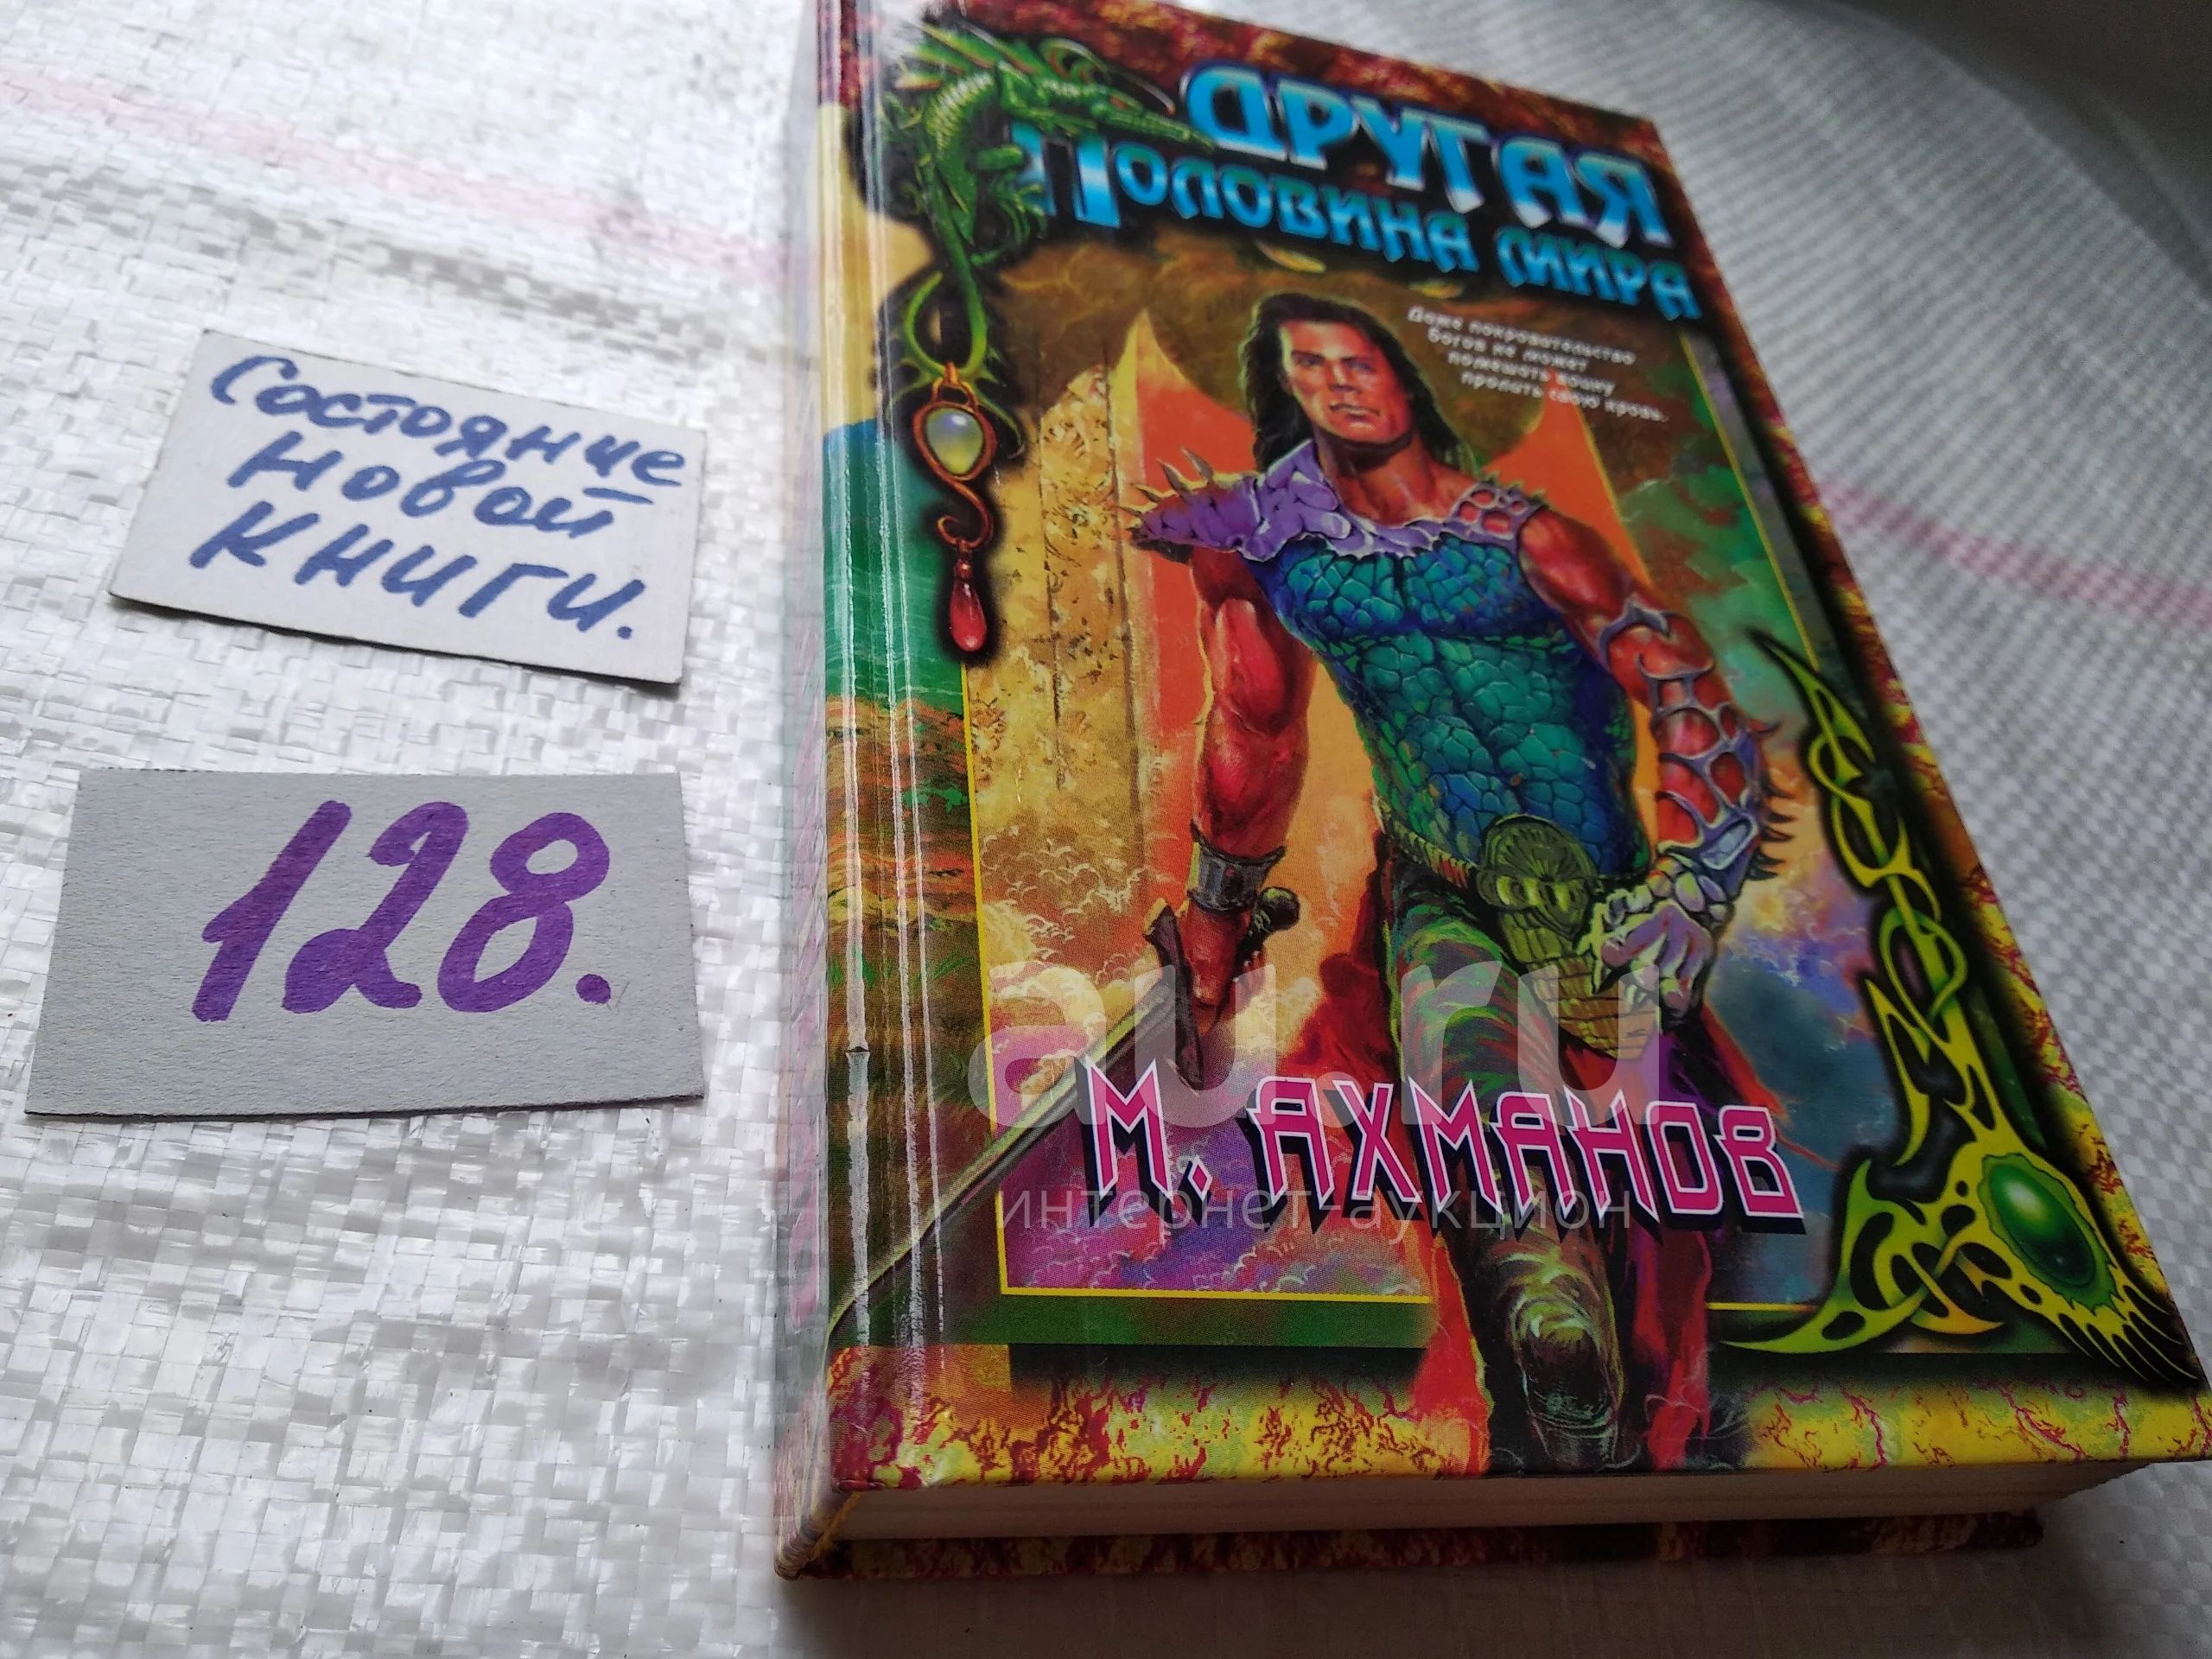 Состояние
новой
книги.
128.
ДРУГАЯ
ПОЛОВИНА МИРА
Даже покровительство
богов не может
помешать воину
пролить свою кровь.
М. АХМАНОВ
au.ru
интернет-аукцион